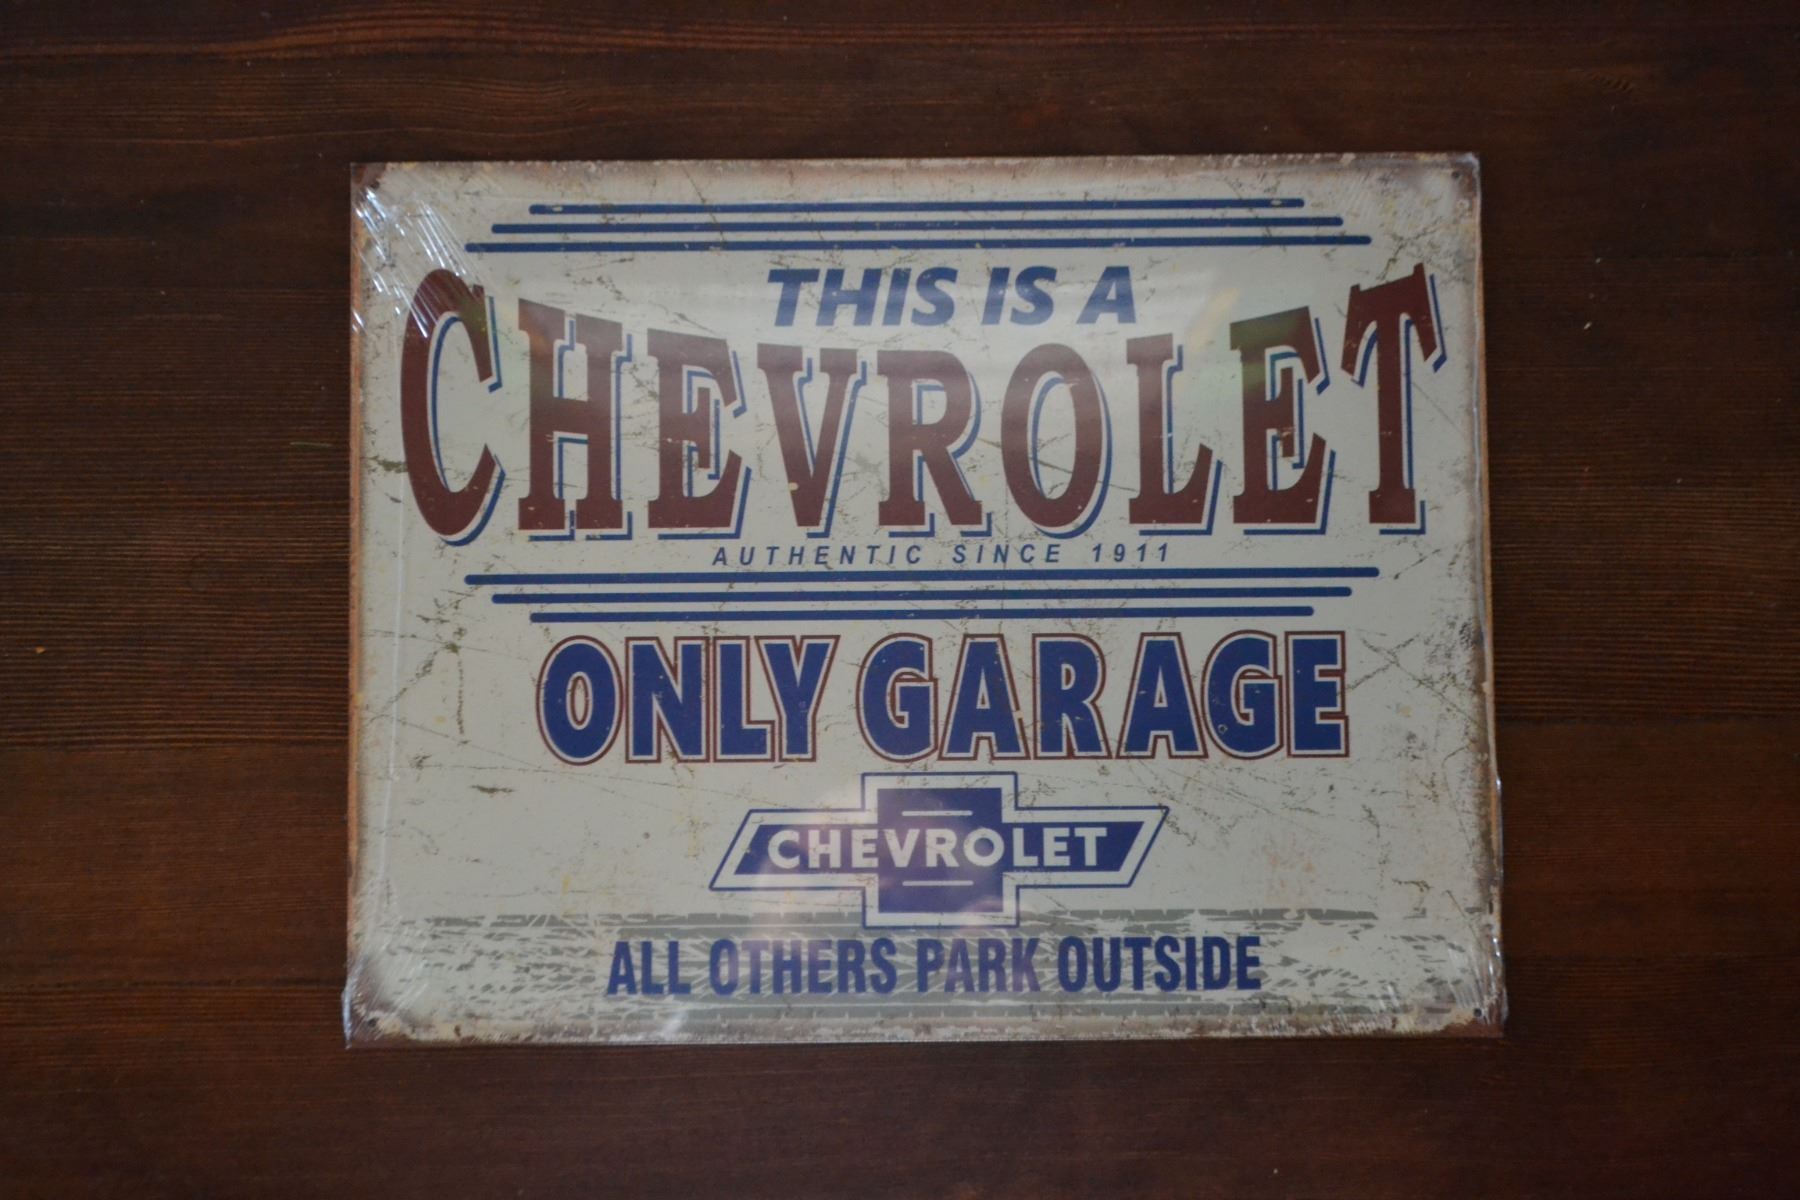 THIS IS A
CHEVROLET
AUTHENTIC SINCE 1911
ONLY GARAGE
CHEVROLET
ALL OTHERS PARK OUTSIDE